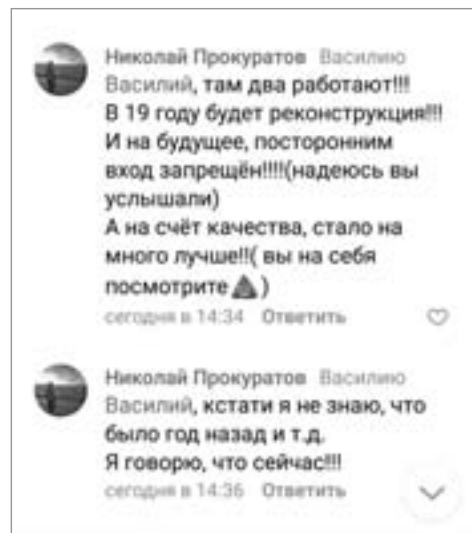 Николай Прокуратов Василию
Василий, там два работают!!!
В 19 году будет реконструкция!!!
И на будущее, посторонним
вход запрещён!!!!(надеюсь вы
услышали)
А на счёт качества, стало на
много лучше!!( вы на себя
посмотрите )
сегодня в 14:34 Ответить
Николай Прокуратов Василию
Василий, кстати я не знаю, что
было год назад и т.д.
Я говорю, что сейчас!!!
сегодня в 14:36 Ответить